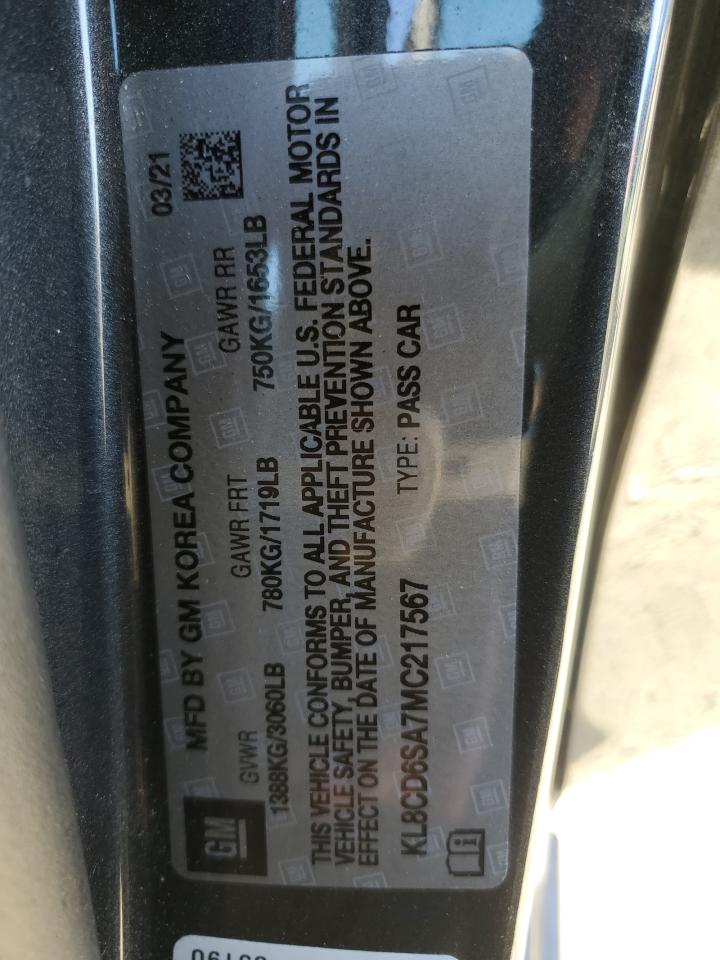 MFD BY GM KOREA COMPANY 03/21
GVWR GAWR FRT GAWR RR
1388KG/3060LB 780KG/1719LB 750KG/1653LB
THIS VEHICLE CONFORMS TO ALL APPLICABLE U.S. FEDERAL MOTOR
VEHICLE SAFETY, BUMPER, AND THEFT PREVENTION STANDARDS IN
EFFECT ON THE DATE OF MANUFACTURE SHOWN ABOVE.
KL8CD6SA7MC217567 TYPE: PASS CAR
GM